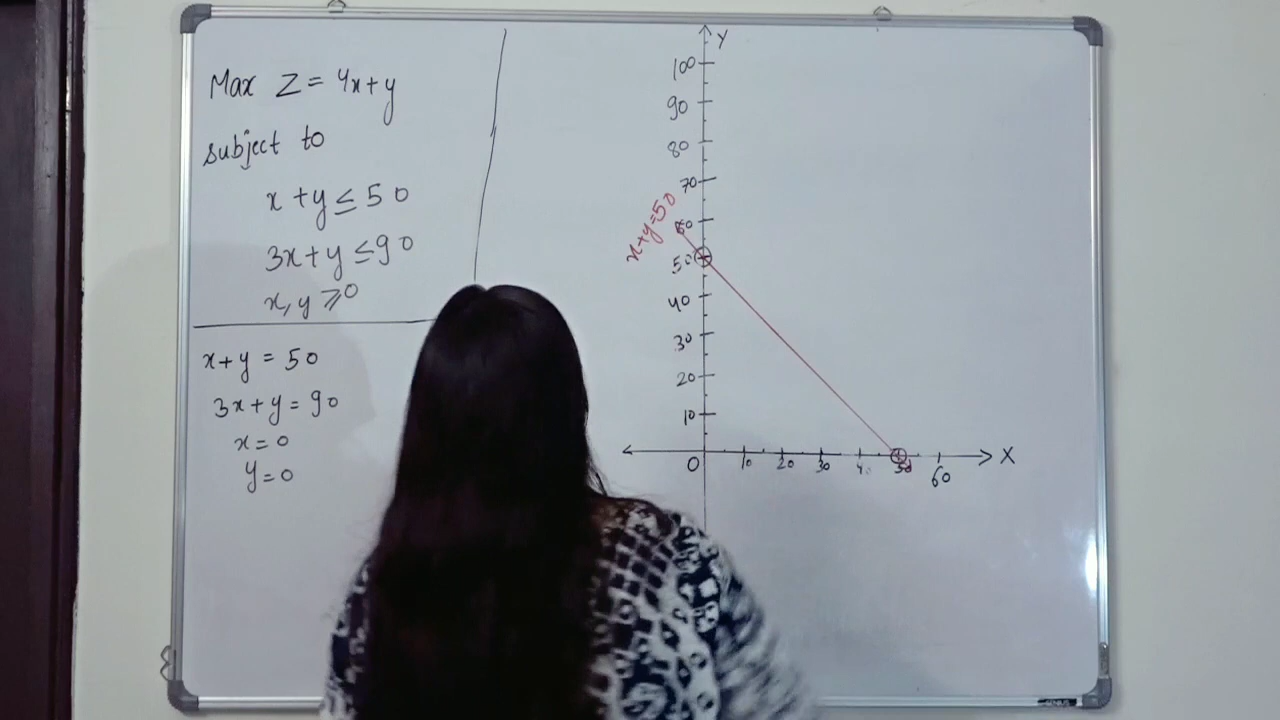 Max Z = 4x+y
subject to
x + y ≤ 50
3x + y ≤ 90
x, y ≥ 0
x + y = 50
3x + y = 90
x = 0
y = 0
Y
100
90
80
70
60
50
40
30
20
10
x+y=50
0 10 20 30 40 50 60 X